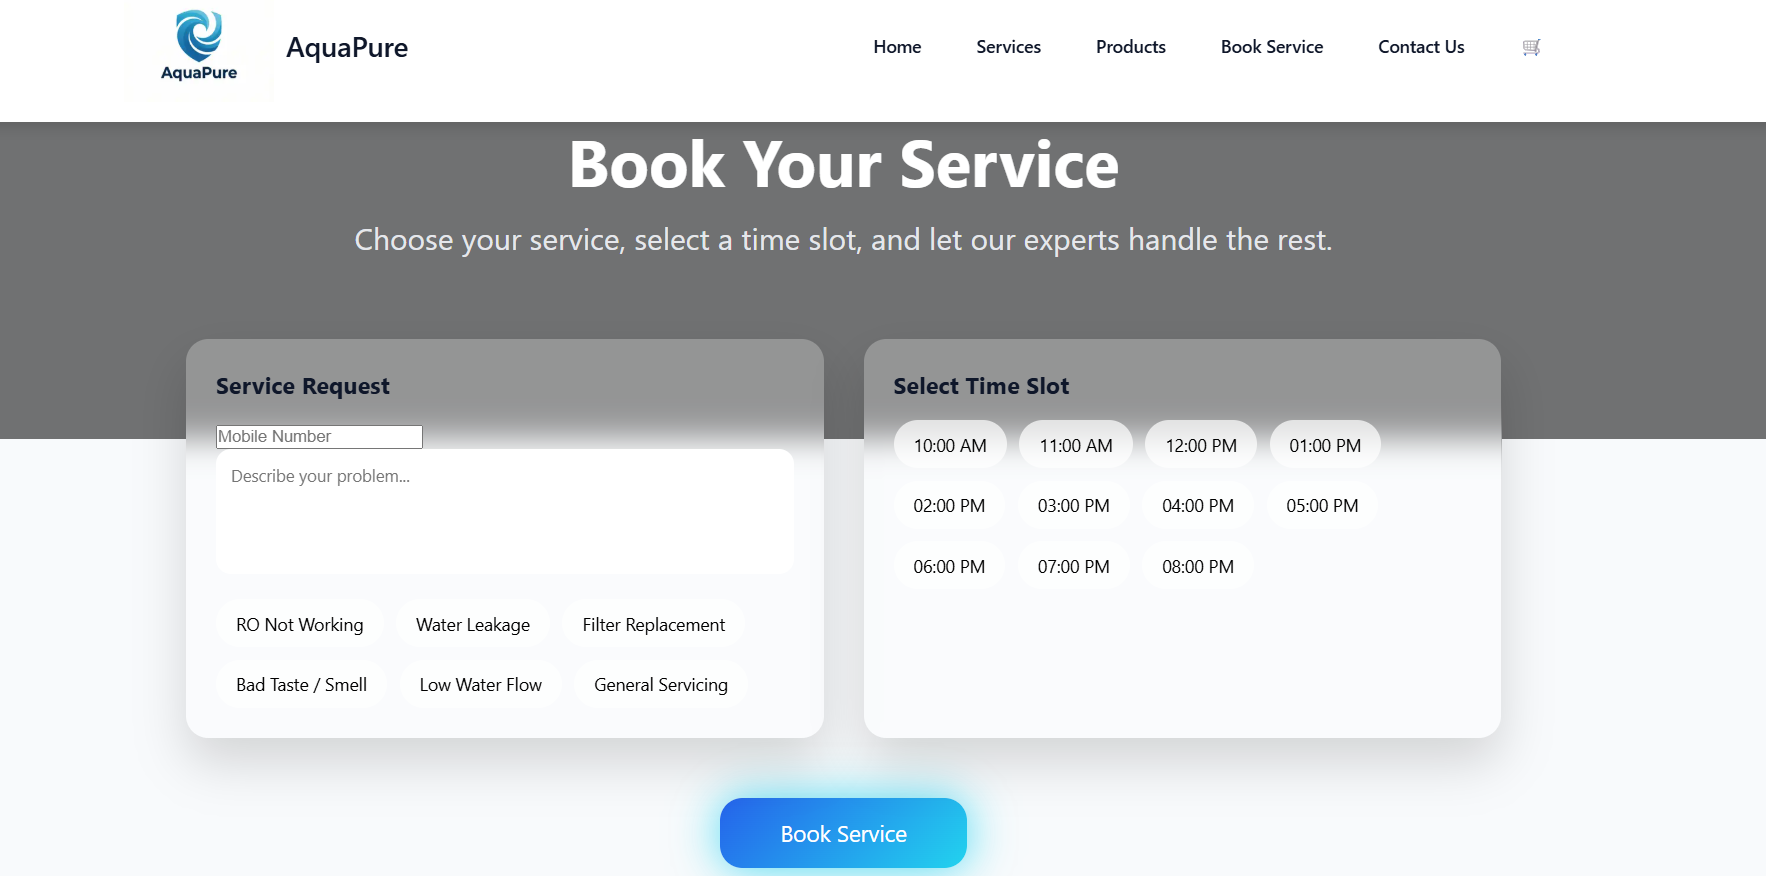 AquaPure
AquaPure
Home Services Products Book Service Contact Us
Book Your Service
Choose your service, select a time slot, and let our experts handle the rest.
Service Request
Mobile Number
Describe your problem...
RO Not Working Water Leakage Filter Replacement
Bad Taste / Smell Low Water Flow General Servicing
Select Time Slot
10:00 AM 11:00 AM 12:00 PM 01:00 PM
02:00 PM 03:00 PM 04:00 PM 05:00 PM
06:00 PM 07:00 PM 08:00 PM
Book Service